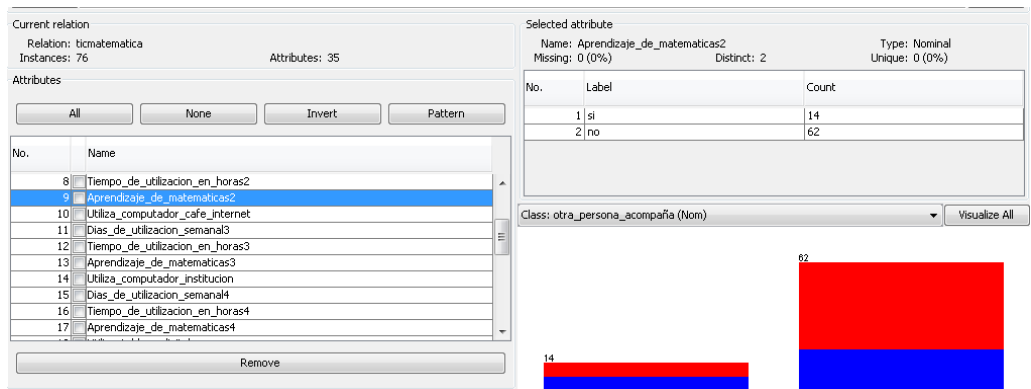 Current relation
Relation: ticmatematica
Instances: 76 Attributes: 35
Attributes
All None Invert Pattern
No. Name
8 Tiempo_de_utilizacion_en_horas2
9 Aprendizaje_de_matematicas2
10 Utiliza_computador_cafe_internet
11 Dias_de_utilizacion_semanal3
12 Tiempo_de_utilizacion_en_horas3
13 Aprendizaje_de_matematicas3
14 Utiliza_computador_institucion
15 Dias_de_utilizacion_semanal4
16 Tiempo_de_utilizacion_en_horas4
17 Aprendizaje_de_matematicas4
Remove
Selected attribute
Name: Aprendizaje_de_matematicas2 Type: Nominal
Missing: 0 (0%) Distinct: 2 Unique: 0 (0%)
No. Label Count
1 si 14
2 no 62
Class: otra_persona_acompaña (Nom) Visualize All
62
14